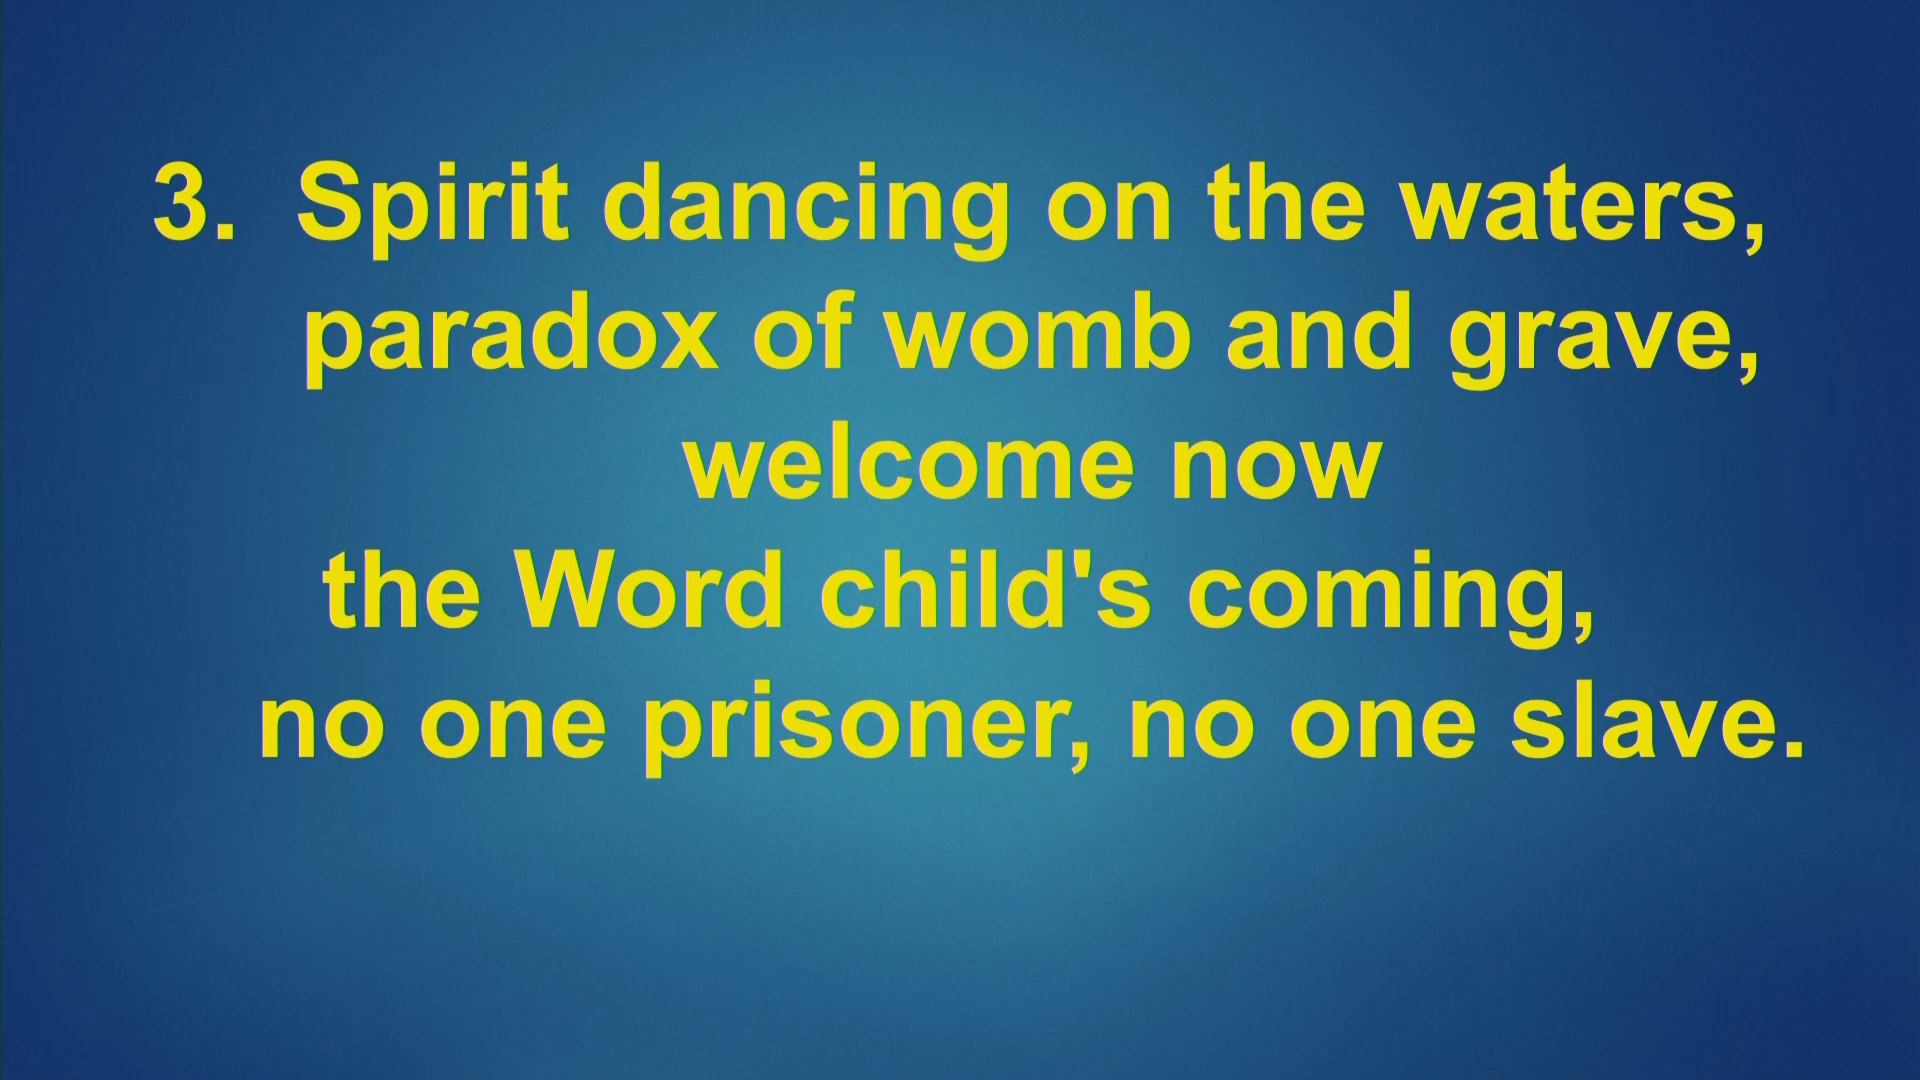 3. Spirit dancing on the waters,
paradox of womb and grave,
welcome now
the Word child's coming,
no one prisoner, no one slave.